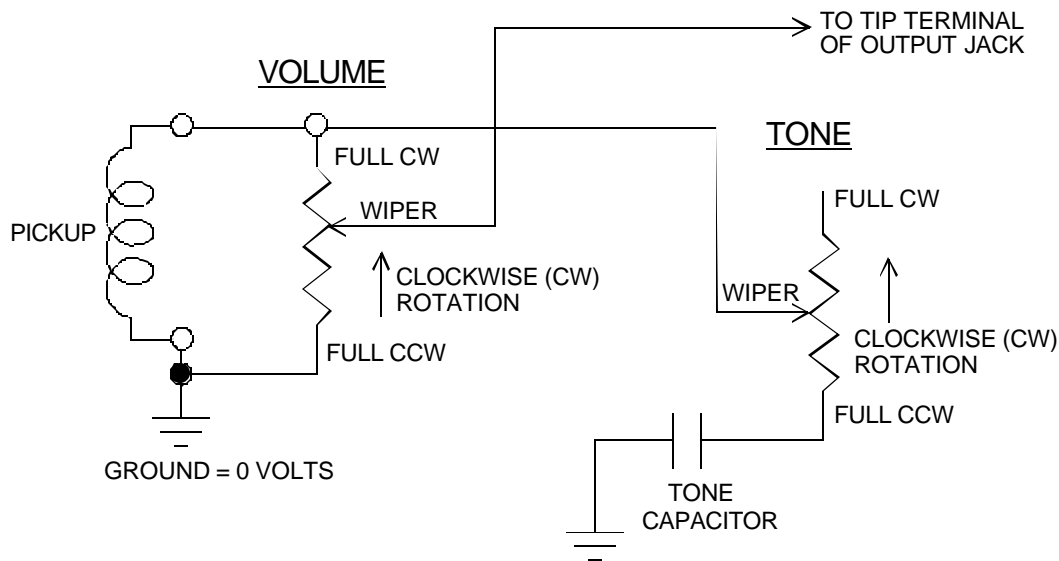 TO TIP TERMINAL
OF OUTPUT JACK
VOLUME
TONE
FULL CW
FULL CW
WIPER
PICKUP
CLOCKWISE (CW)
ROTATION
WIPER
CLOCKWISE (CW)
ROTATION
FULL CCW
FULL CCW
GROUND = 0 VOLTS
TONE
CAPACITOR